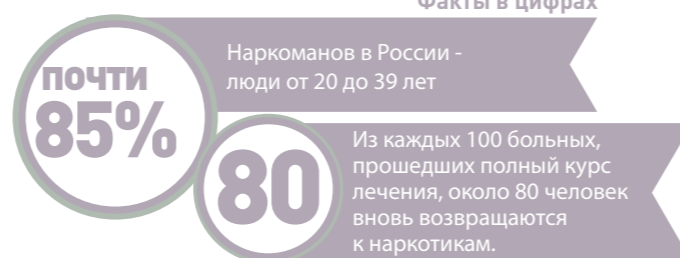 Факты в цифрах
почти
85%
Наркоманов в России -
люди от 20 до 39 лет
80
Из каждых 100 больных,
прошедших полный курс
лечения, около 80 человек
вновь возвращаются
к наркотикам.